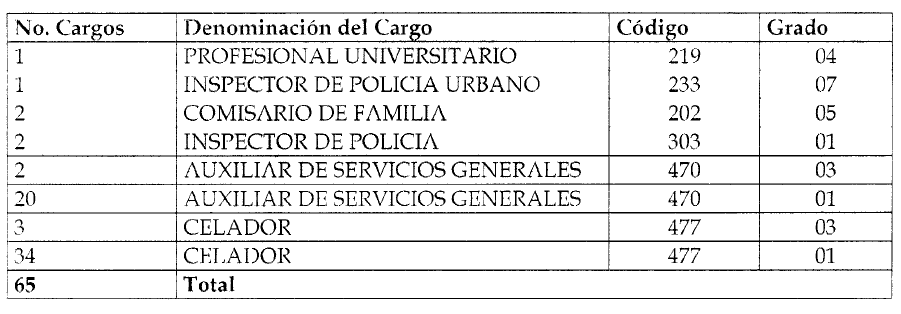 No. Cargos Denominación del Cargo Código Grado
1 PROFESIONAL UNIVERSITARIO 219 04
1 INSPECTOR DE POLICIA URBANO 233 07
2 COMISARIO DE FAMILIA 202 05
2 INSPECTOR DE POLICIA 303 01
2 AUXILIAR DE SERVICIOS GENERALES 470 03
20 AUXILIAR DE SERVICIOS GENERALES 470 01
3 CELADOR 477 03
34 CELADOR 477 01
65 Total